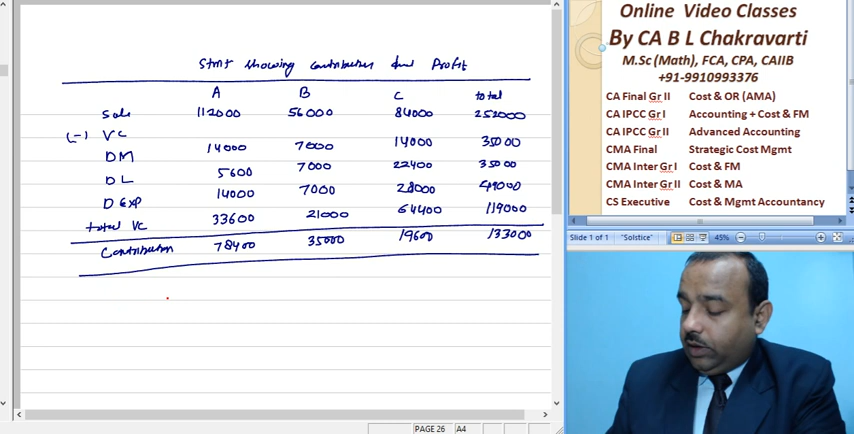 Stmt showing contribution and Profit
A B C total
Sale 112000 56000 84000 252000
(-) VC
DM 14000 7000 14000 35000
DL 5600 7000 22400 35000
D EXP 14000 7000 28000 49000
total VC 33600 21000 64400 119000
Contribution 78400 35000 19600 133000
PAGE 26 A4
Online Video Classes
By CA B L Chakravarti
M.Sc (Math), FCA, CPA, CAIIB
+91-9910993376
CA Final Gr II Cost & OR (AMA)
CA IPCC Gr I Accounting + Cost & FM
CA IPCC Gr II Advanced Accounting
CMA Final Strategic Cost Mgmt
CMA Inter Gr I Cost & FM
CMA Inter Gr II Cost & MA
CS Executive Cost & Mgmt Accountancy
Slide 1 of 1 "Solstice" 45%